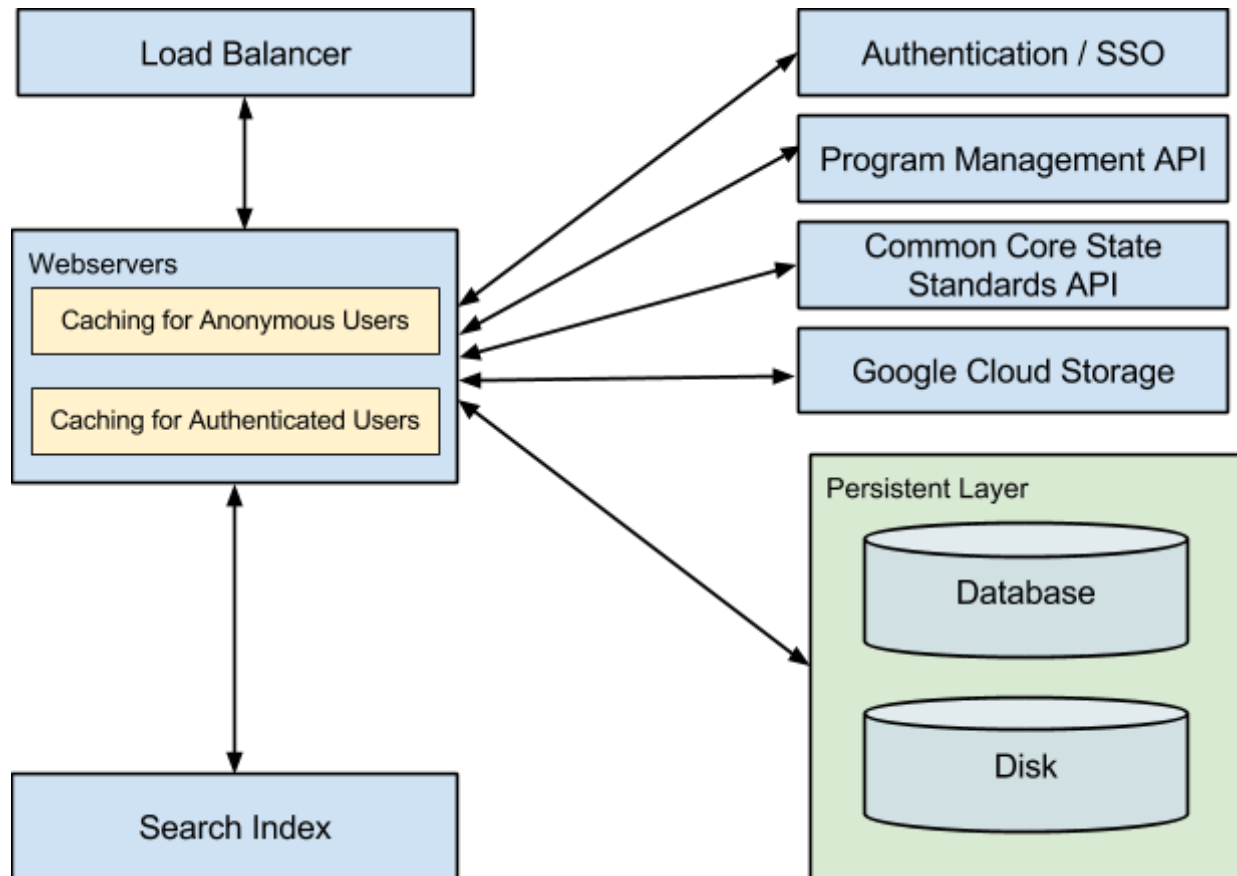 Load Balancer
Webservers
Caching for Anonymous Users
Caching for Authenticated Users
Search Index
Authentication / SSO
Program Management API
Common Core State
Standards API
Google Cloud Storage
Persistent Layer
Database
Disk